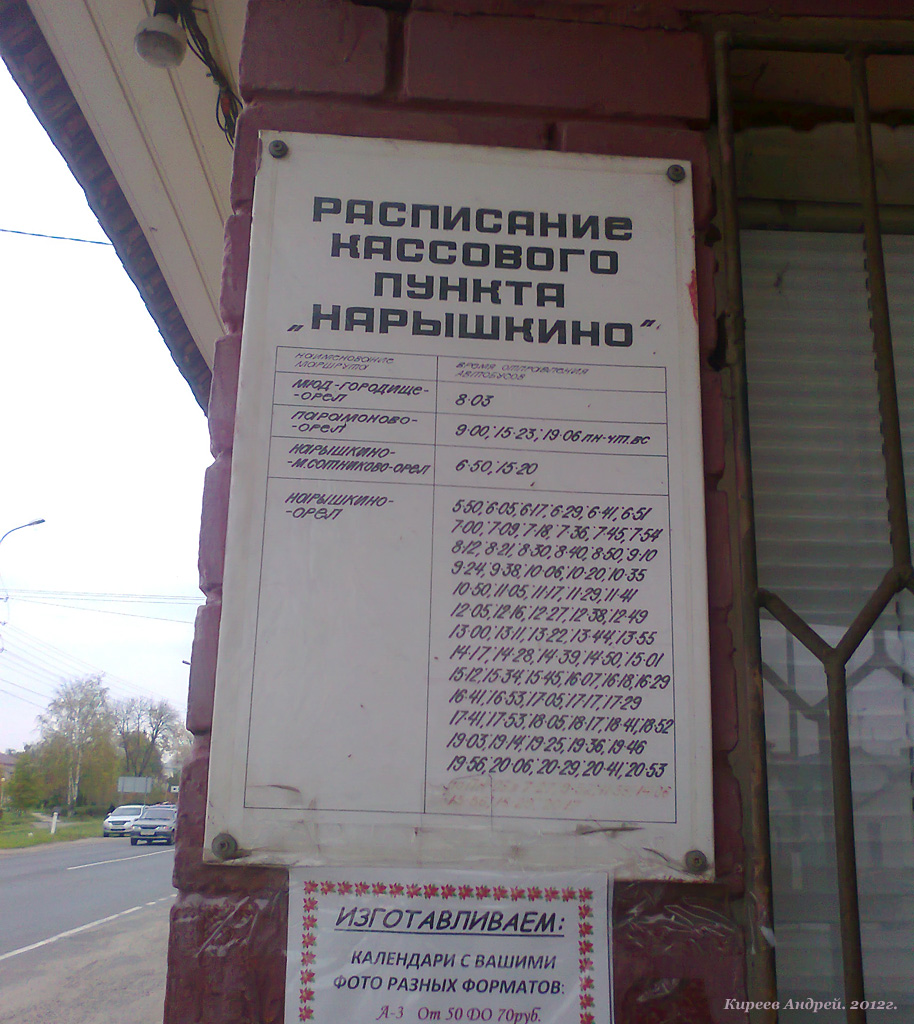 РАСПИСАНИЕ
КАССОВОГО
ПУНКТА
„НАРЫШКИНО"
НАИМЕНОВАНИЕ
МАРШРУТА
ВРЕМЯ ОТПРАВЛЕНИЯ
АВТОБУСОВ
МЮД-ГОРОДИЩЕ-
-ОРЕЛ
8-03
ПАРАМОНОВО-
-ОРЕЛ
9-00; 15-23; 19-06 ПН-ЧТ. ВС
НАРЫШКИНО-
-М.СОТНИКОВО-ОРЕЛ
6-50; 15-20
НАРЫШКИНО-
-ОРЕЛ
5-50; 6-05; 6-17; 6-29; 6-41; 6-51
7-00; 7-09; 7-18; 7-36; 7-45; 7-54
8-12; 8-21; 8-30; 8-40; 8-50; 9-10
9-24; 9-38; 10-06; 10-20; 10-35
10-50; 11-05; 11-17; 11-29; 11-41
12-05; 12-16; 12-27; 12-38; 12-49
13-00; 13-11; 13-22; 13-44; 13-55
14-17; 14-28; 14-39; 14-50; 15-01
15-12; 15-34; 15-45; 16-07; 16-18; 16-29
16-41; 16-53; 17-05; 17-17; 17-29
17-41; 17-53; 18-05; 18-17; 18-41; 18-52
19-03; 19-14; 19-25; 19-36; 19-46
19-56; 20-06; 20-29; 20-41; 20-53
ИЗГОТАВЛИВАЕМ:
КАЛЕНДАРИ С ВАШИМИ
ФОТО РАЗНЫХ ФОРМАТОВ:
А-3 От 50 ДО 70руб.
Киреев Андрей. 2012г.